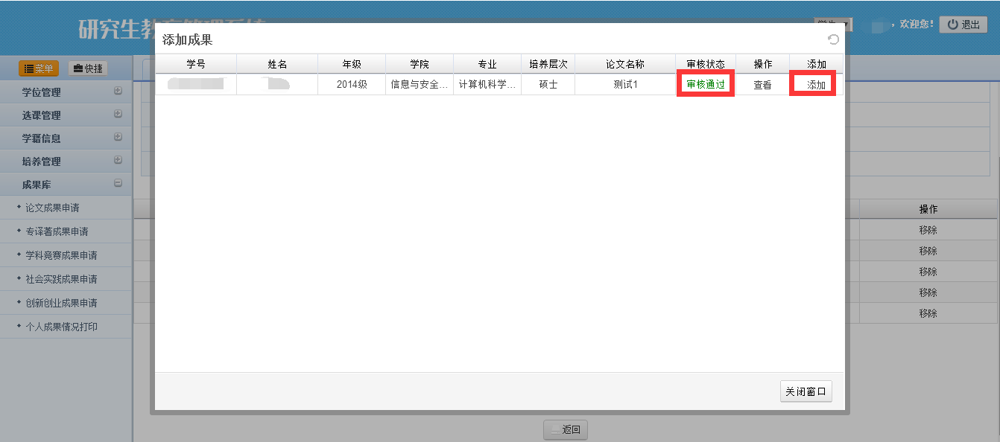 研究生教
，欢迎您！
退出
添加成果
菜单
快捷
学号 姓名 年级 学院 专业 培养层次 论文名称 审核状态 操作 添加
2014级 信息与安全... 计算机科学... 硕士 测试1 审核通过 查看 添加
学位管理
选课管理
学籍信息
培养管理
成果库
论文成果申请
专译著成果申请
学科竞赛成果申请
社会实践成果申请
创新创业成果申请
个人成果情况打印
操作
移除
移除
移除
移除
移除
关闭窗口
返回